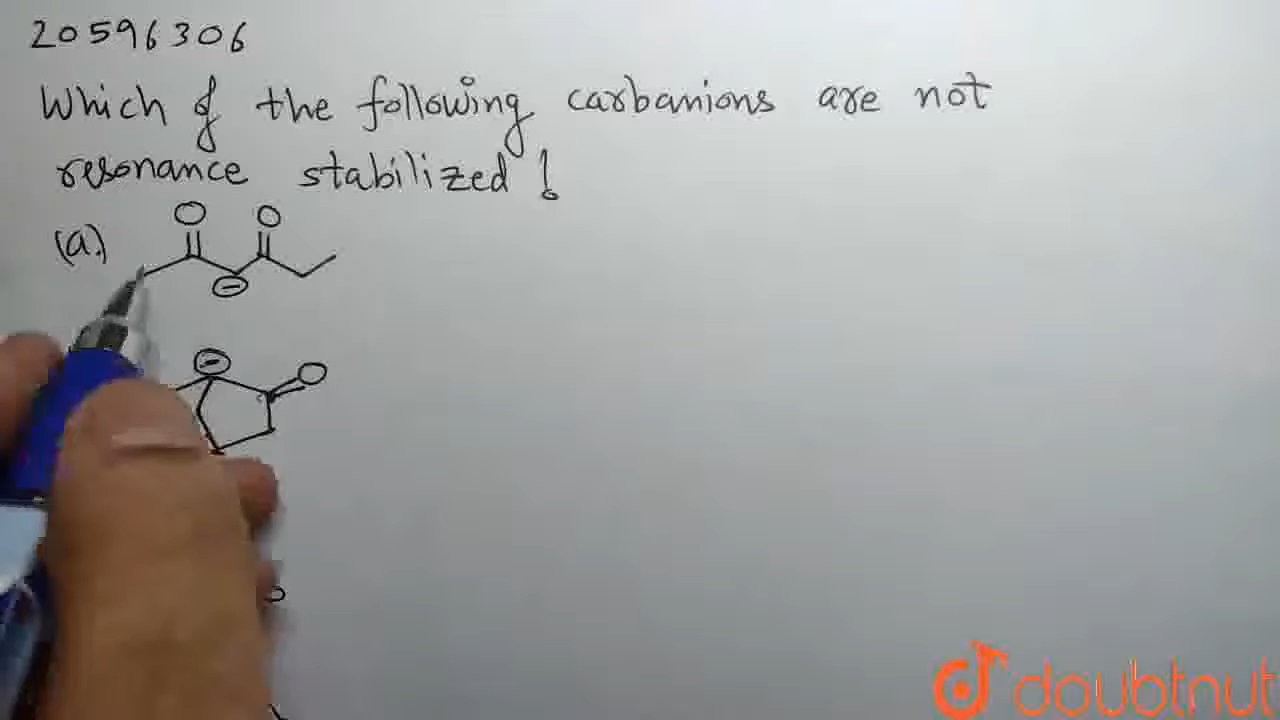 20596306
Which of the following carbanions are not
resonance stabilized !
(a.)
O O
⊖
⊖ O
doubtnut